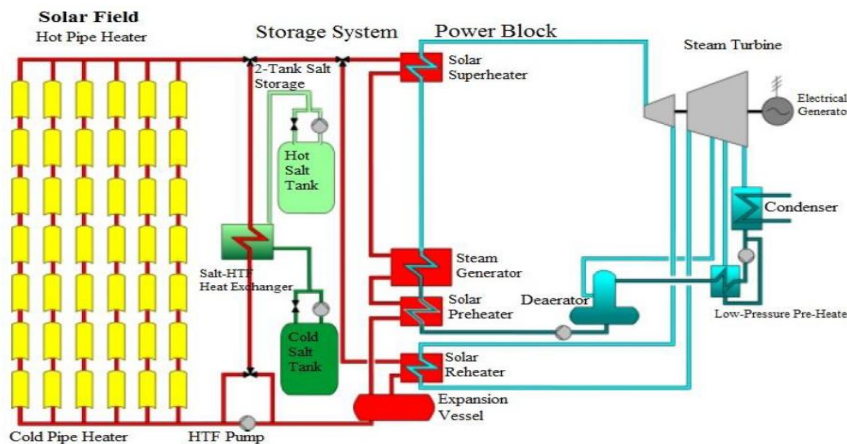 Solar Field
Hot Pipe Heater
Storage System
Power Block
2-Tank Salt
Storage
Solar
Superheater
Steam Turbine
Electrical
Generator
Hot
Salt
Tank
Salt-HTF
Heat Exchanger
Cold
Salt
Tank
Steam
Generator
Solar
Preheater
Deaerator
Condenser
Low-Pressure Pre-Heate
Solar
Reheater
Expansion
Vessel
Cold Pipe Heater
HTF Pump